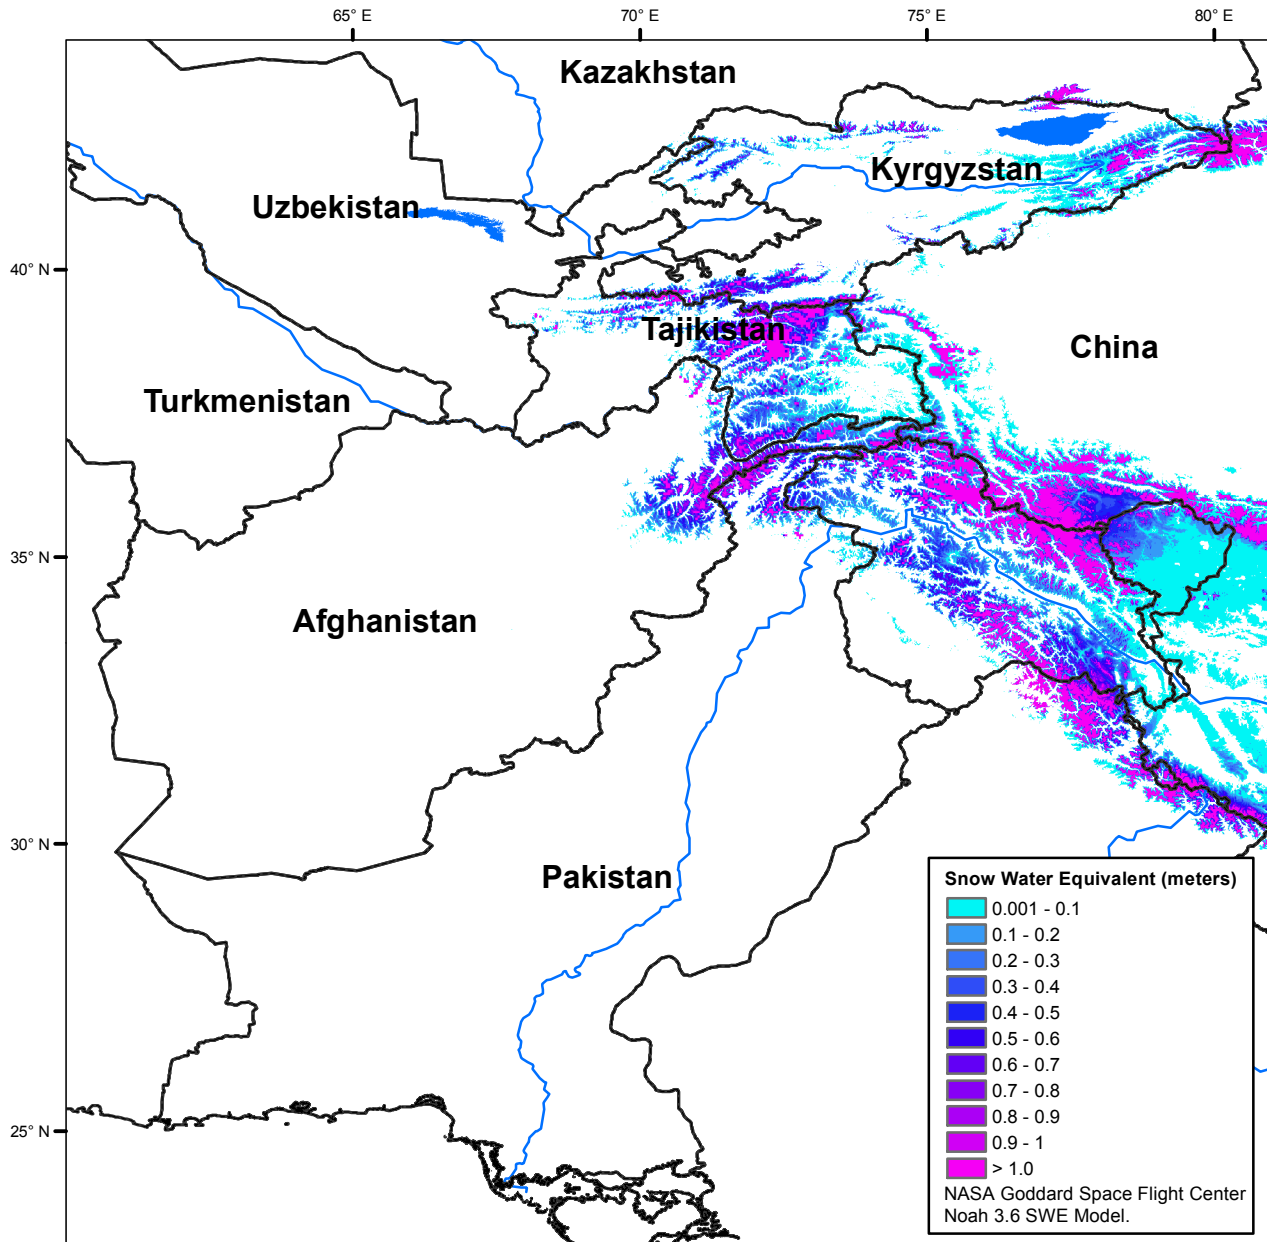 65° E
70° E
75° E
80° E
Kazakhstan
Kyrgyzstan
Uzbekistan
40° N
Tajikistan
China
Turkmenistan
35° N
Afghanistan
30° N
Pakistan
25° N
Snow Water Equivalent (meters)
0.001 - 0.1
0.1 - 0.2
0.2 - 0.3
0.3 - 0.4
0.4 - 0.5
0.5 - 0.6
0.6 - 0.7
0.7 - 0.8
0.8 - 0.9
0.9 - 1
> 1.0
NASA Goddard Space Flight Center
Noah 3.6 SWE Model.